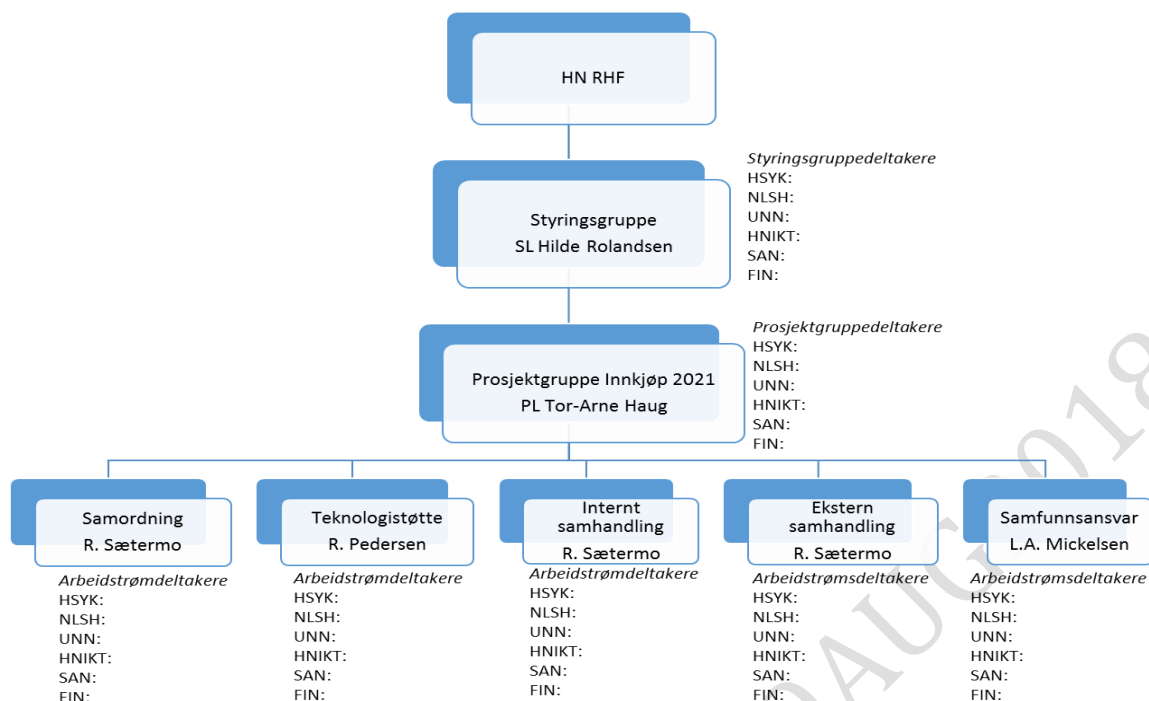 HN RHF
Styringsgruppe
SL Hilde Rolandsen
Styringsgruppedeltakere
HSYK:
NLSH:
UNN:
HNIKT:
SAN:
FIN:
Prosjektgruppe Innkjøp 2021
PL Tor-Arne Haug
Prosjektgruppedeltakere
HSYK:
NLSH:
UNN:
HNIKT:
SAN:
FIN:
Samordning
R. Sætermo
Arbeidstrømdeltakere
HSYK:
NLSH:
UNN:
HNIKT:
SAN:
FIN:
Teknologistøtte
R. Pedersen
Arbeidstrømdeltakere
HSYK:
NLSH:
UNN:
HNIKT:
SAN:
FIN:
Internt
samhandling
R. Sætermo
Arbeidstrømdeltakere
HSYK:
NLSH:
UNN:
HNIKT:
SAN:
FIN:
Ekstern
samhandling
R. Sætermo
Arbeidstrømsdeltakere
HSYK:
NLSH:
UNN:
HNIKT:
SAN:
FIN:
Samfunnsansvar
L.A. Mickelsen
Arbeidstrømsdeltakere
HSYK:
NLSH:
UNN:
HNIKT:
SAN:
FIN: